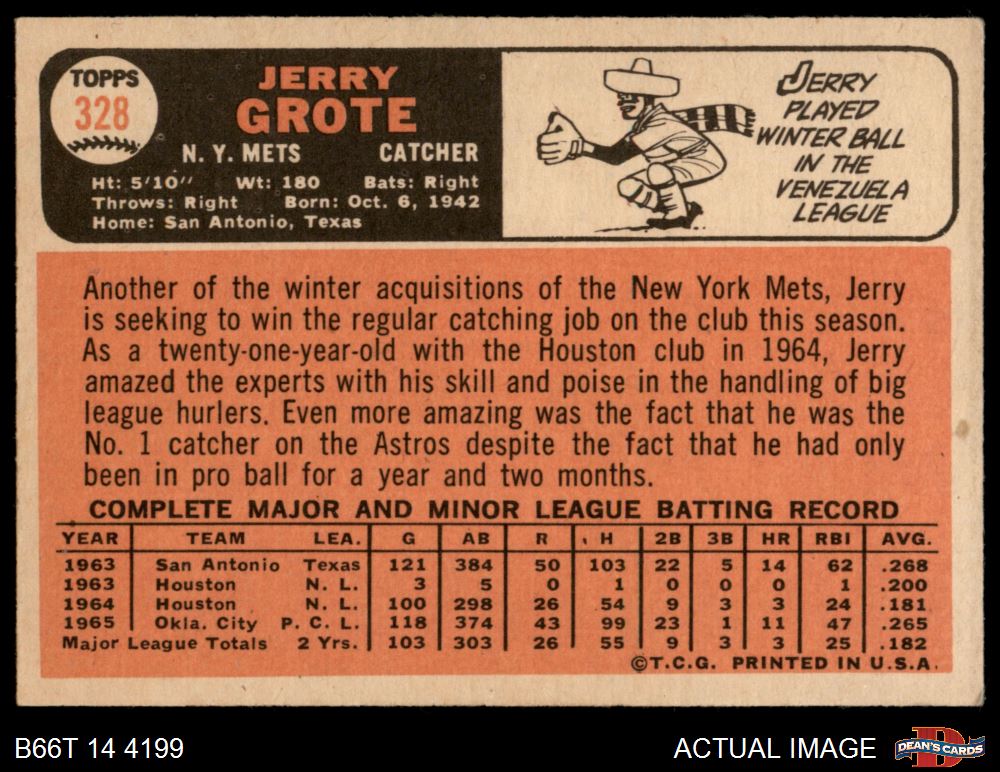 TOPPS
328
JERRY
GROTE
N. Y. METS CATCHER
Ht: 5'10" Wt: 180 Bats: Right
Throws: Right Born: Oct. 6, 1942
Home: San Antonio, Texas
JERRY
PLAYED
WINTER BALL
IN THE
VENEZUELA
LEAGUE
Another of the winter acquisitions of the New York Mets, Jerry
is seeking to win the regular catching job on the club this season.
As a twenty-one-year-old with the Houston club in 1964, Jerry
amazed the experts with his skill and poise in the handling of big
league hurlers. Even more amazing was the fact that he was the
No. 1 catcher on the Astros despite the fact that he had only
been in pro ball for a year and two months.
COMPLETE MAJOR AND MINOR LEAGUE BATTING RECORD
YEAR TEAM LEA. G AB R H 2B 3B HR RBI AVG.
1963 San Antonio Texas 121 384 50 103 22 5 14 62 .268
1963 Houston N. L. 3 5 0 1 0 0 0 1 .200
1964 Houston N. L. 100 298 26 54 9 3 3 24 .181
1965 Okla. City P. C. L. 118 374 43 99 23 1 11 47 .265
Major League Totals 2 Yrs. 103 303 26 55 9 3 3 25 .182
©T.C.G. PRINTED IN U.S.A.
B66T 14 4199
ACTUAL IMAGE
D
DEAN'S CARDS